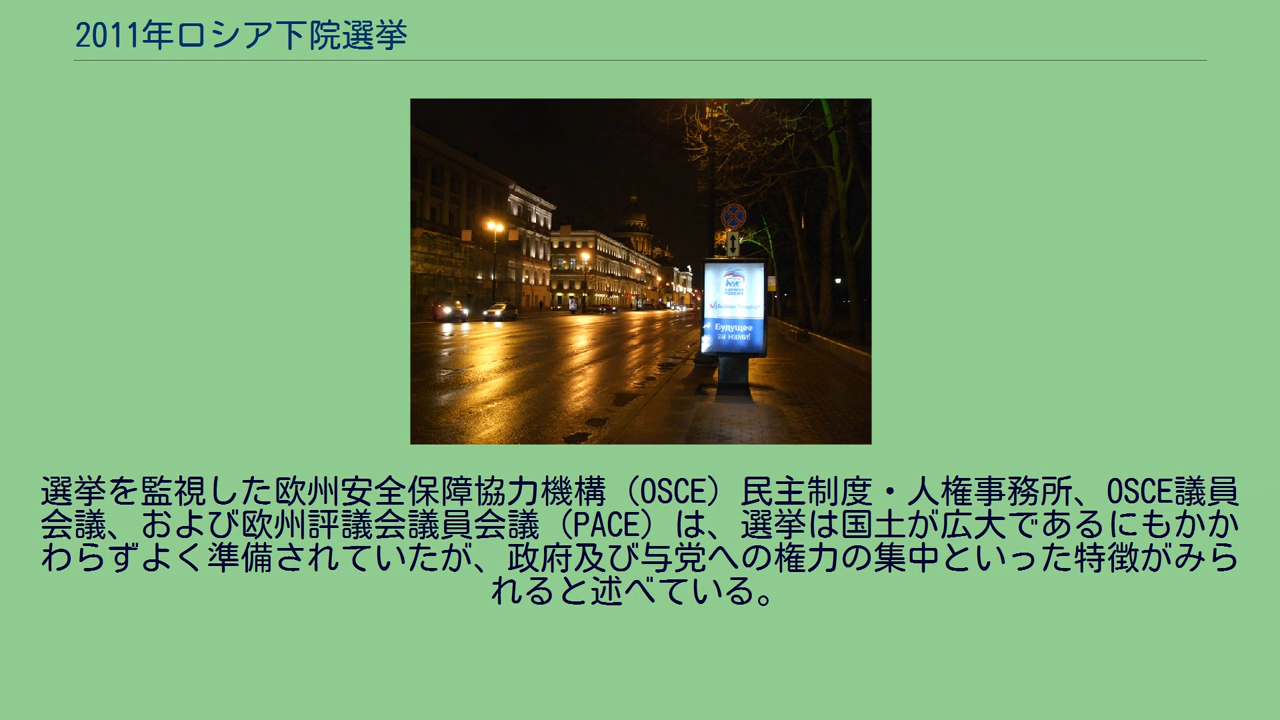 2011年ロシア下院選挙
Будущее
за нами!
選挙を監視した欧州安全保障協力機構（OSCE）民主制度・人権事務所、OSCE議員
会議、および欧州評議会議員会議（PACE）は、選挙は国土が広大であるにもかか
わらずよく準備されていたが、政府及び与党への権力の集中といった特徴がみら
れると述べている。